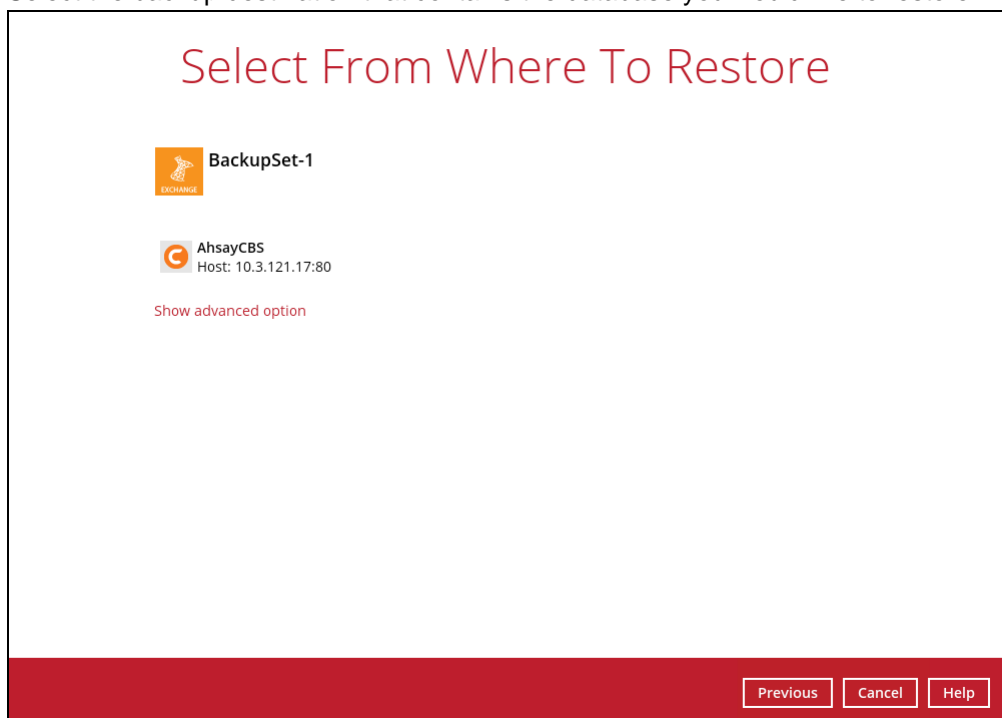 Select From Where To Restore
BackupSet-1
EXCHANGE
AhsayCBS
Host: 10.3.121.17:80
Show advanced option
Previous Cancel Help